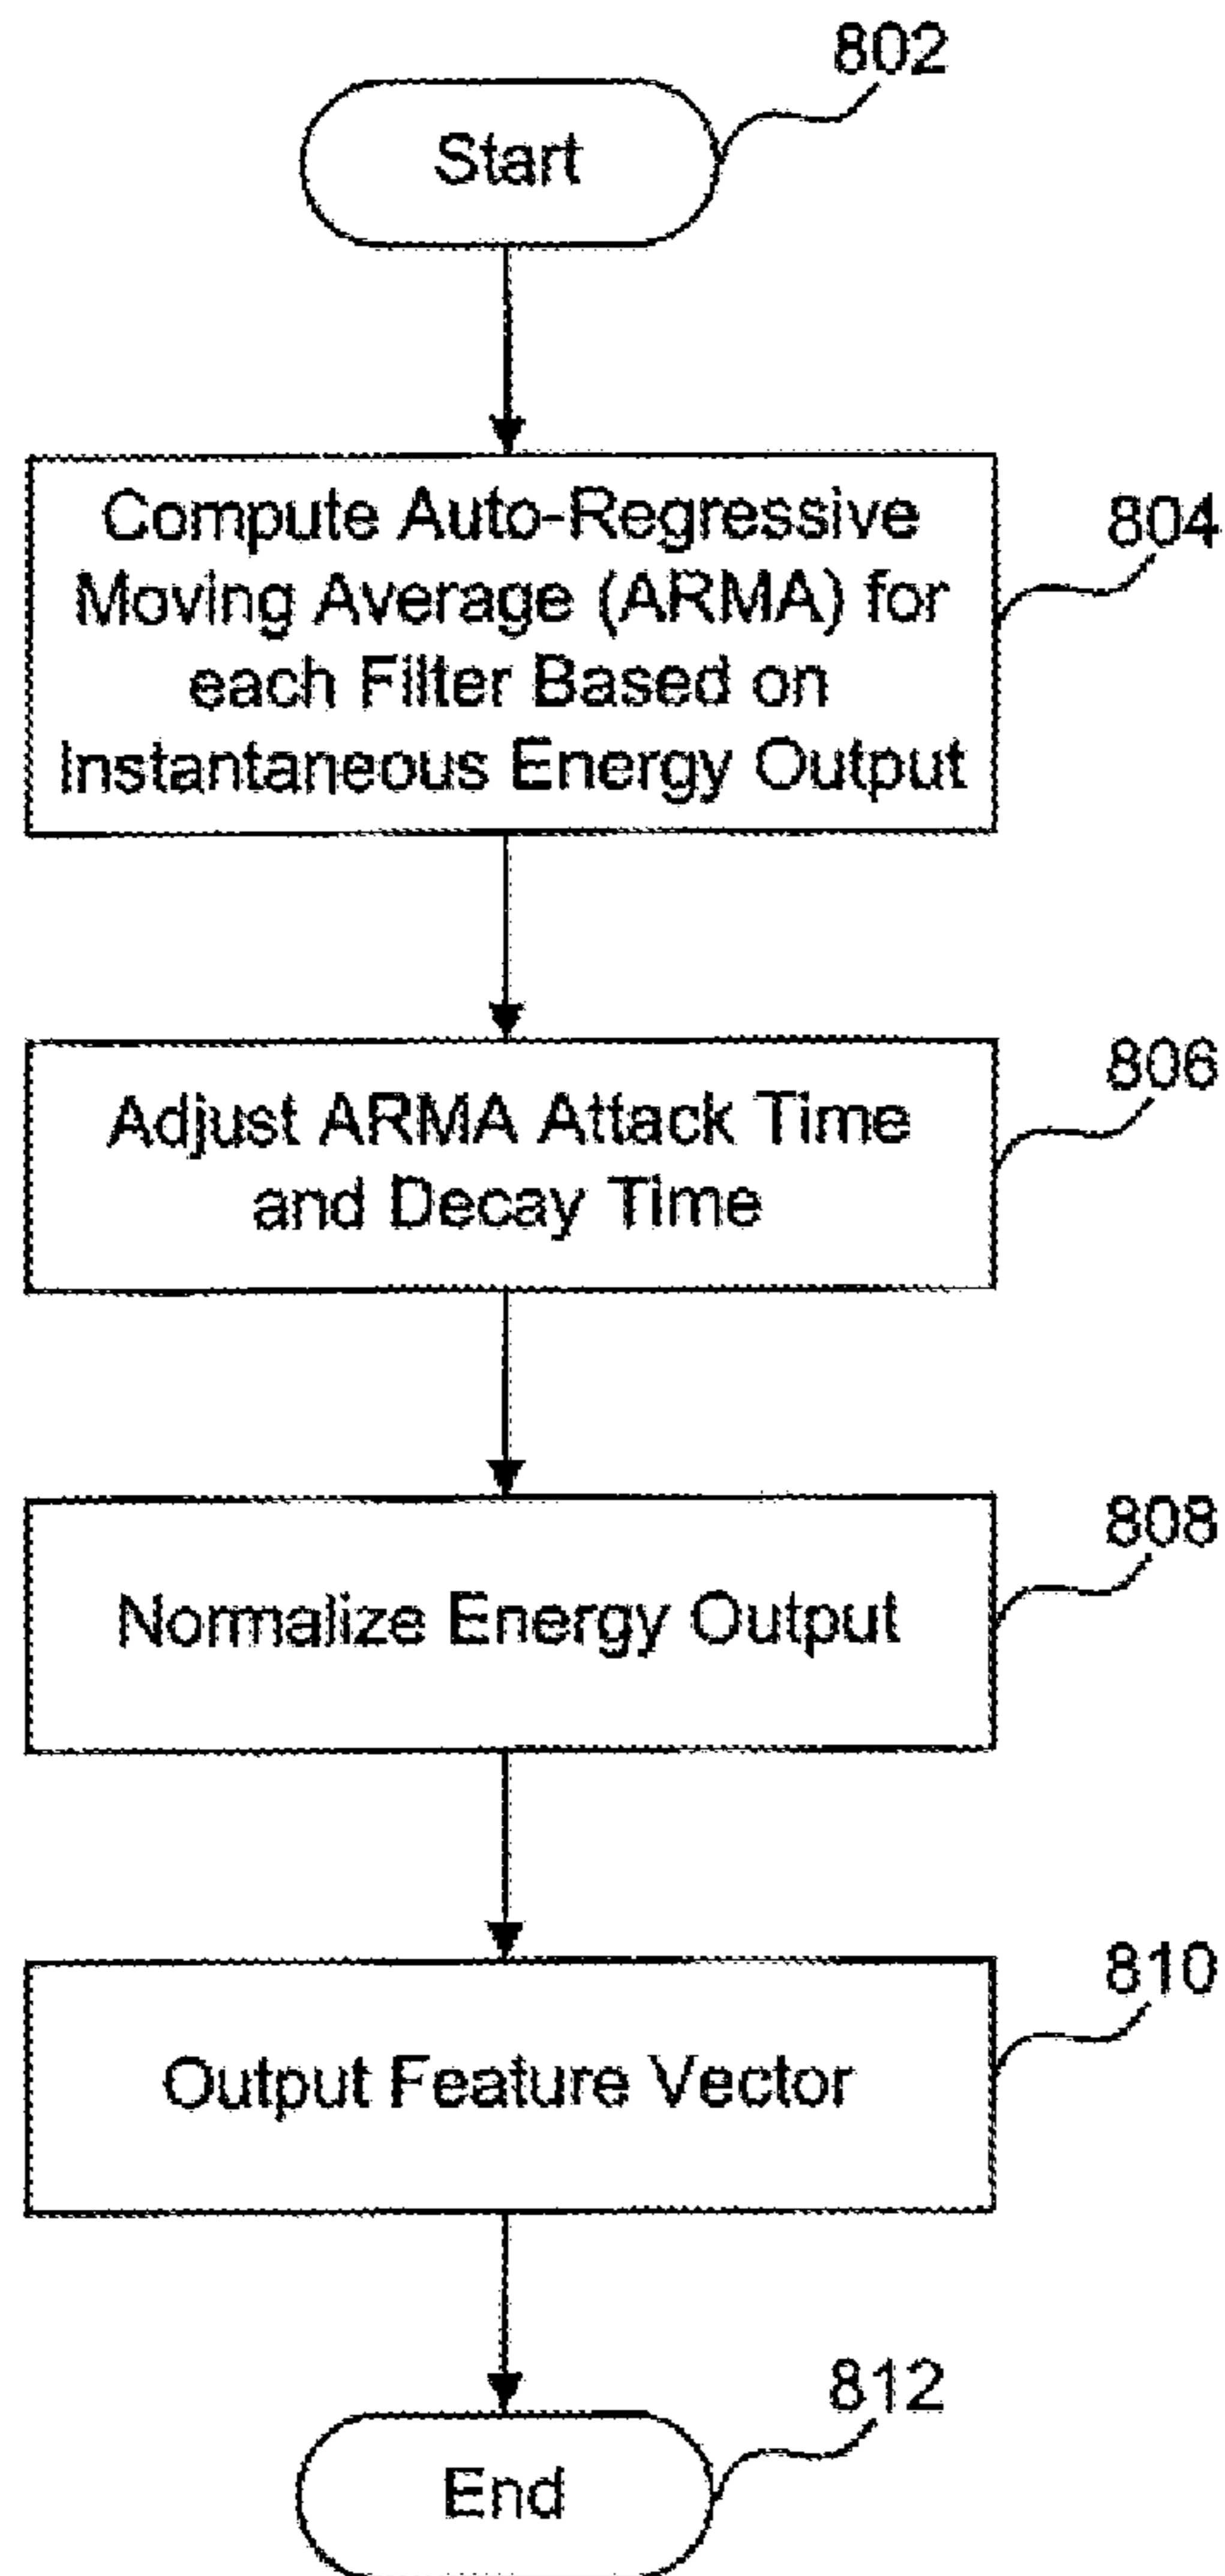 802
Start
Compute Auto-Regressive
Moving Average (ARMA) for
each Filter Based on
Instantaneous Energy Output
804
Adjust ARMA Attack Time
and Decay Time
806
Normalize Energy Output
808
Output Feature Vector
810
End
812